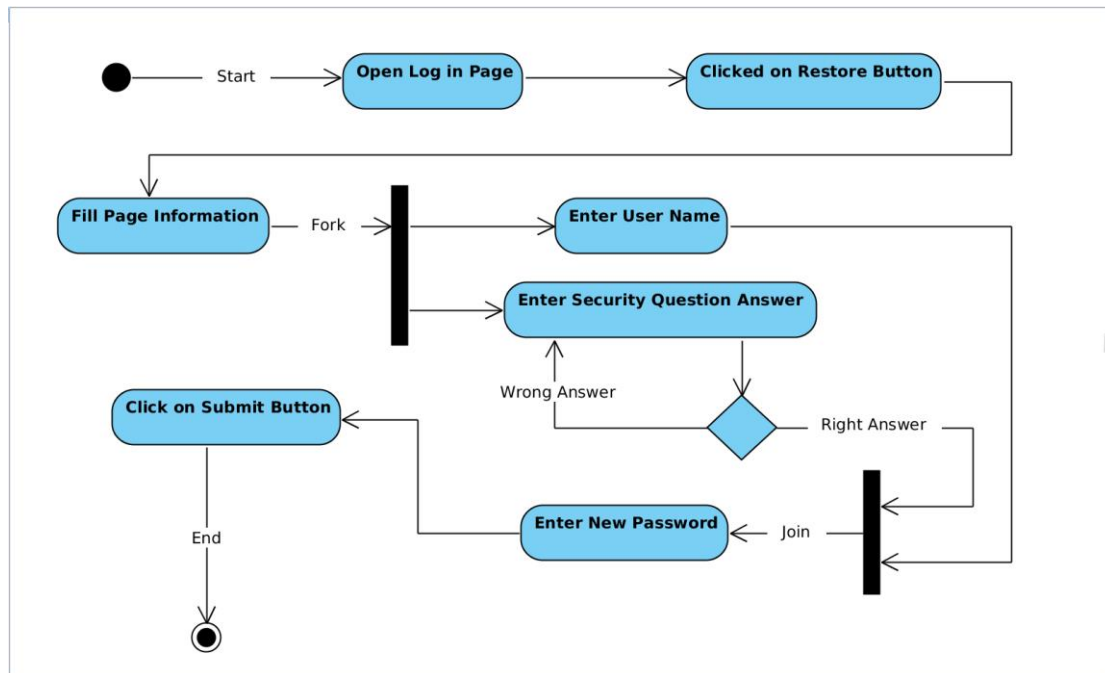 Start
Open Log in Page
Clicked on Restore Button
Fill Page Information
Fork
Enter User Name
Enter Security Question Answer
Wrong Answer
Click on Submit Button
Right Answer
Enter New Password
Join
End